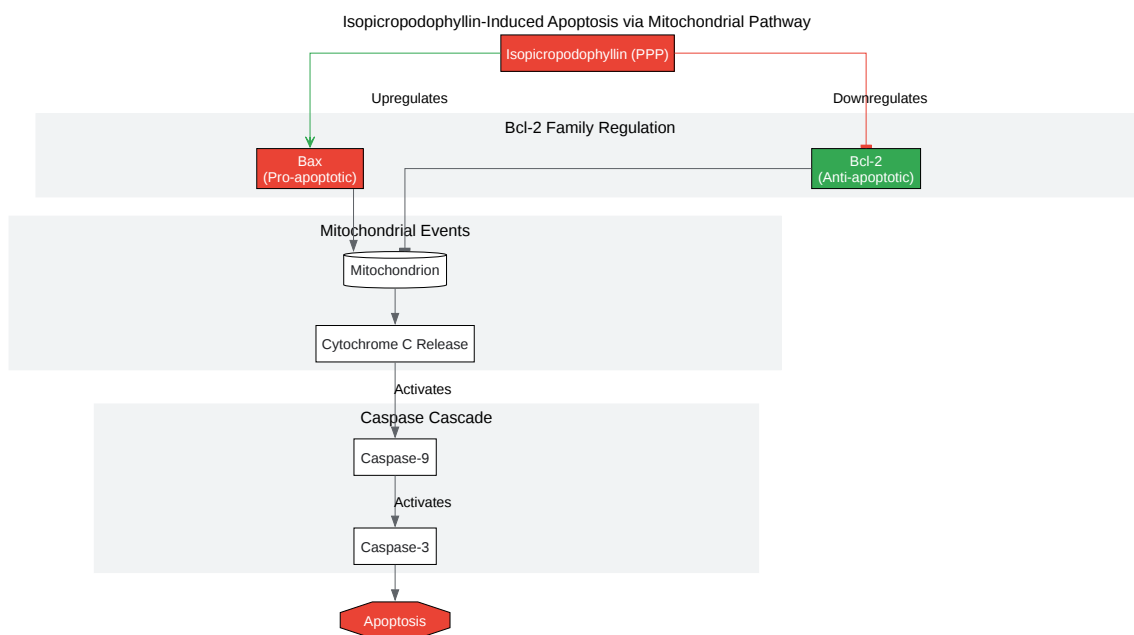 Isopicropodophyllin-Induced Apoptosis via Mitochondrial Pathway
Isopicropodophyllin (PPP)
Upregulates
Downregulates
Bcl-2 Family Regulation
Bax
(Pro-apoptotic)
Bcl-2
(Anti-apoptotic)
Mitochondrial Events
Mitochondrion
Cytochrome C Release
Activates
Caspase Cascade
Caspase-9
Activates
Caspase-3
Apoptosis